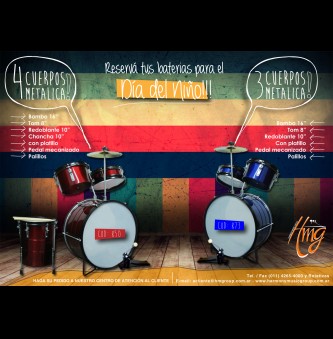 Reservá tus baterías para el
Día del Niño!!!
4 CUERPOS!
METALICA!
Bombo 16"
Tom 8"
Redoblante 10"
Chancha 10"
con platillo
Pedal mecanizado
Palillos
3 CUERPOS!
METALICA!
Bombo 16"
Tom 8"
Redoblante 10"
Con platillo
Pedal mecanizado
Palillos
Hmg
HAGA SU PEDIDO A NUESTRO CENTRO DE ATENCIÓN AL CLIENTE